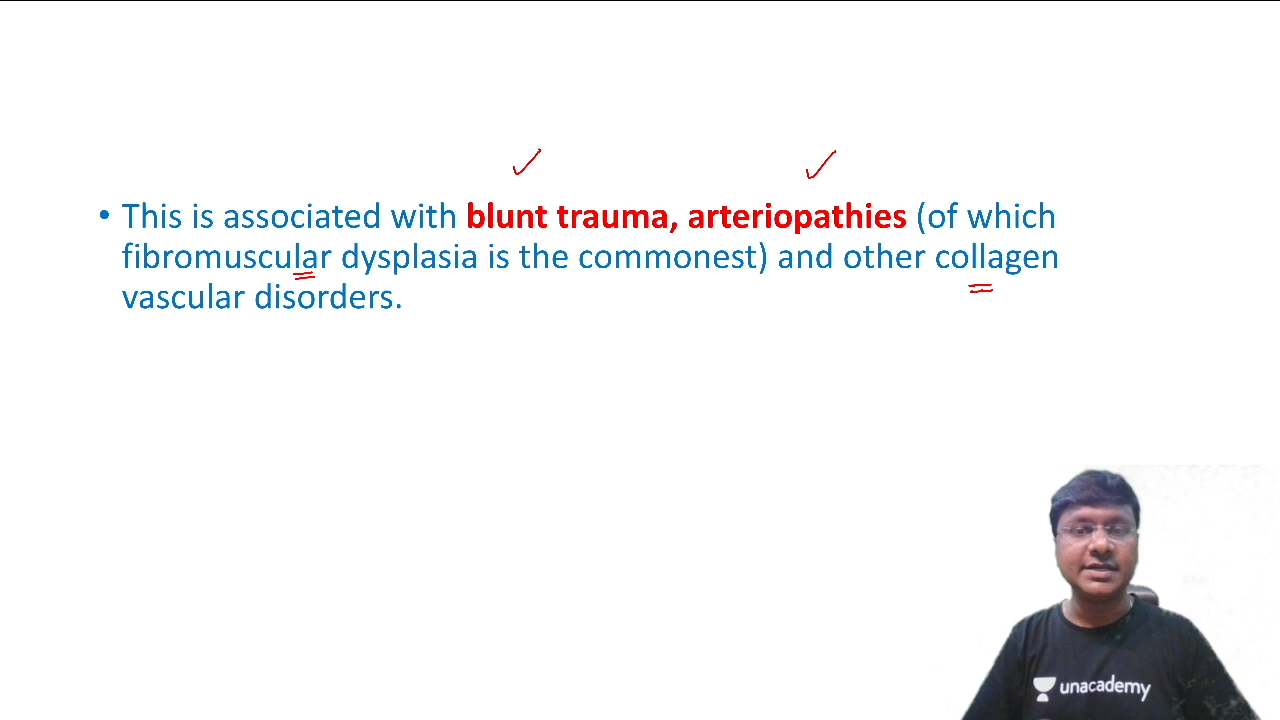 • This is associated with blunt trauma, arteriopathies (of which
fibromuscular dysplasia is the commonest) and other collagen
vascular disorders.
unacademy